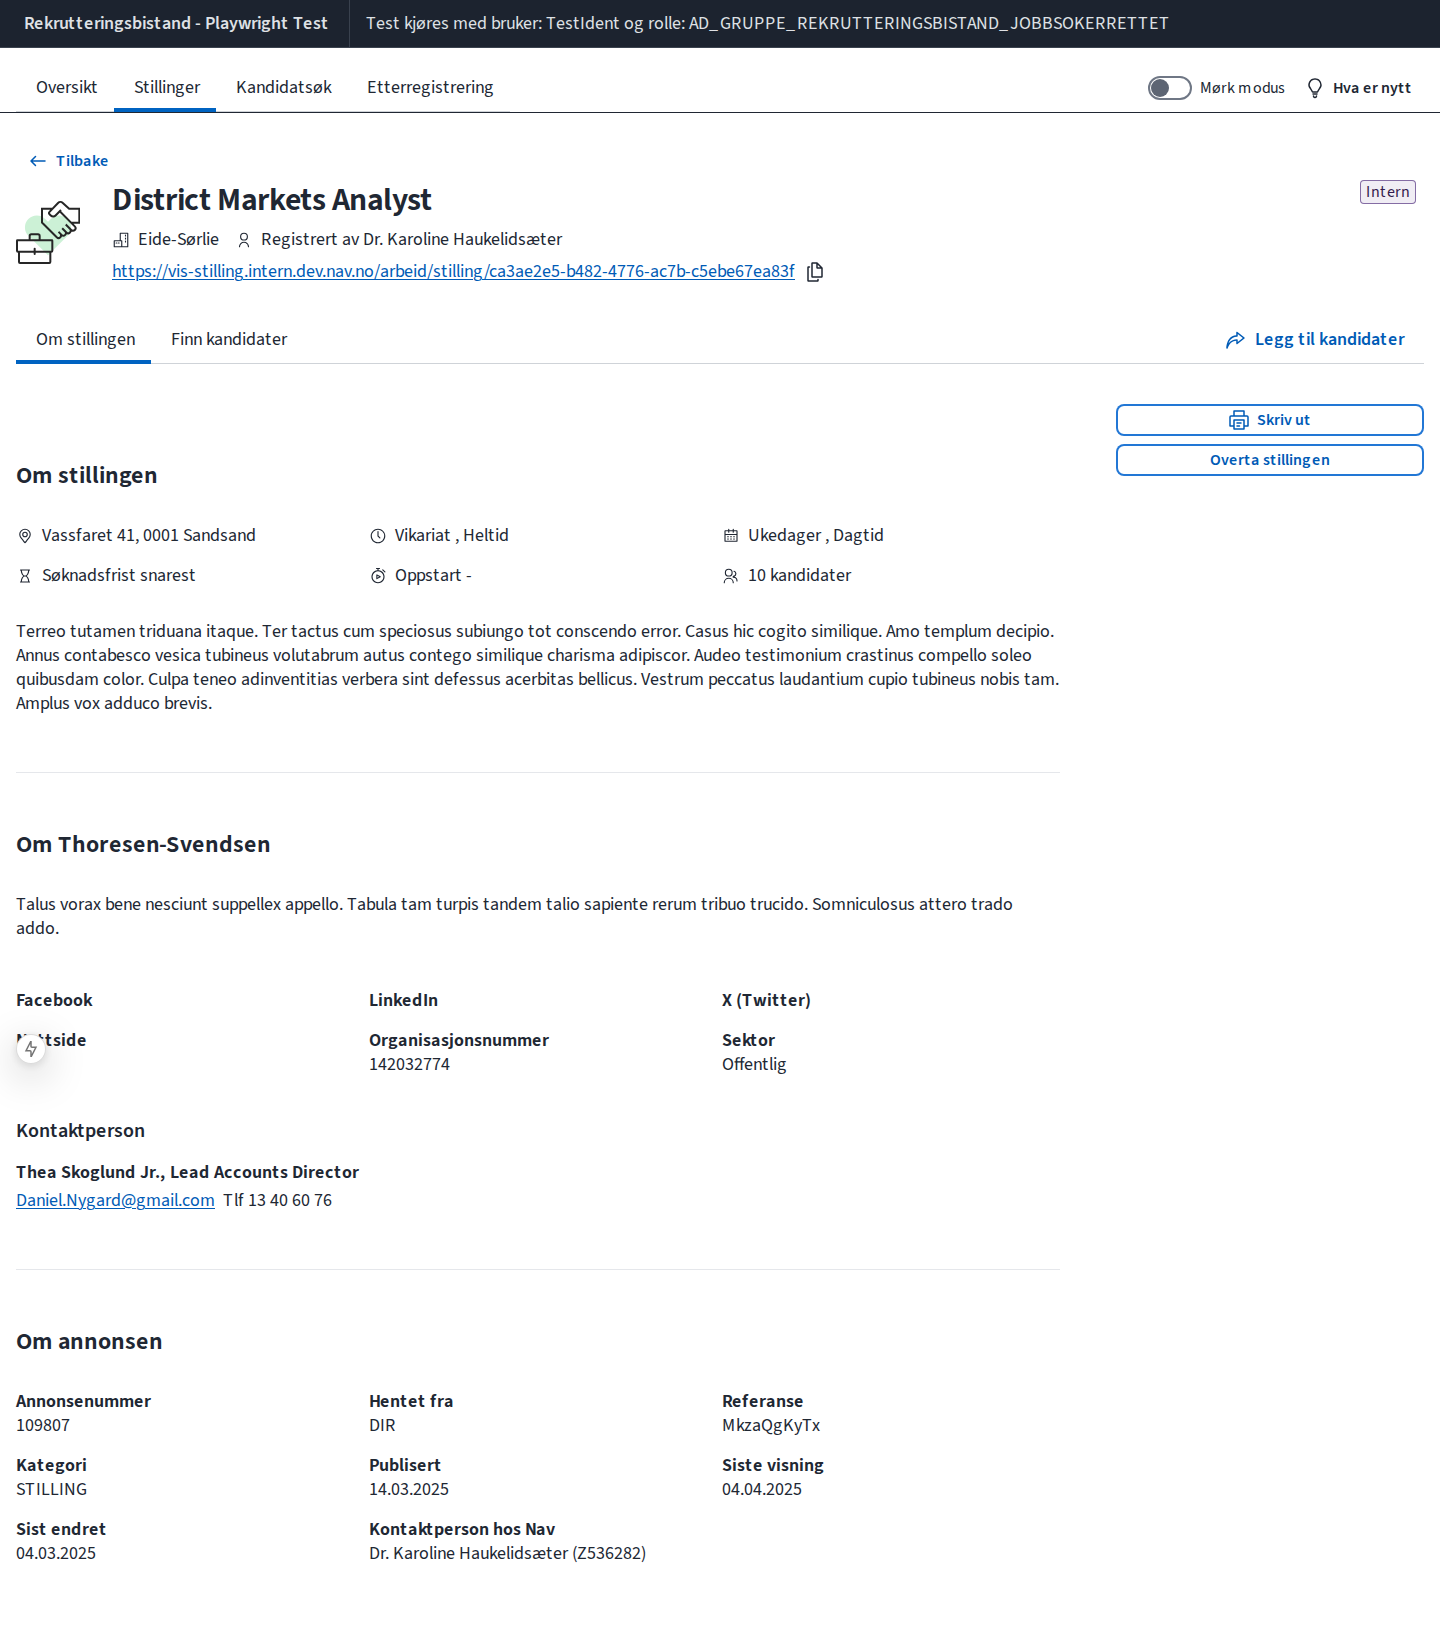 Rekrutteringsbistand - Playwright Test
Test kjøres med bruker: TestIdent og rolle: AD_GRUPPE_REKRUTTERINGSBISTAND_JOBBSOKERRETTET
Oversikt
Stillinger
Kandidatsøk
Etterregistrering
Mørk modus
Hva er nytt
Tilbake
District Markets Analyst
Intern
Eide-Sørlie
Registrert av Dr. Karoline Haukelidsæter
https://vis-stilling.intern.dev.nav.no/arbeid/stilling/ca3ae2e5-b482-4776-ac7b-c5ebe67ea83f
Om stillingen
Finn kandidater
Legg til kandidater
Skriv ut
Overta stillingen
Om stillingen
Vassfaret 41, 0001 Sandsand
Vikariat , Heltid
Ukedager , Dagtid
Søknadsfrist snarest
Oppstart -
10 kandidater
Terreo tutamen triduana itaque. Ter tactus cum speciosus subiungo tot conscendo error. Casus hic cogito similique. Amo templum decipio.
Annus contabesco vesica tubineus volutabrum autus contego similique charisma adipiscor. Audeo testimonium crastinus compello soleo
quibusdam color. Culpa teneo adinventitias verbera sint defessus acerbitas bellicus. Vestrum peccatus laudantium cupio tubineus nobis tam.
Amplus vox adduco brevis.
Om Thoresen-Svendsen
Talus vorax bene nesciunt suppellex appello. Tabula tam turpis tandem talio sapiente rerum tribuo trucido. Somniculosus attero trado
addo.
Facebook
LinkedIn
X (Twitter)
Organisasjonsnummer
142032774
Sektor
Offentlig
Kontaktperson
Thea Skoglund Jr., Lead Accounts Director
Daniel.Nygard@gmail.com Tlf 13 40 60 76
Om annonsen
Annonsenummer
109807
Hentet fra
DIR
Referanse
MkzaQgKyTx
Kategori
STILLING
Publisert
14.03.2025
Siste visning
04.04.2025
Sist endret
04.03.2025
Kontaktperson hos Nav
Dr. Karoline Haukelidsæter (Z536282)